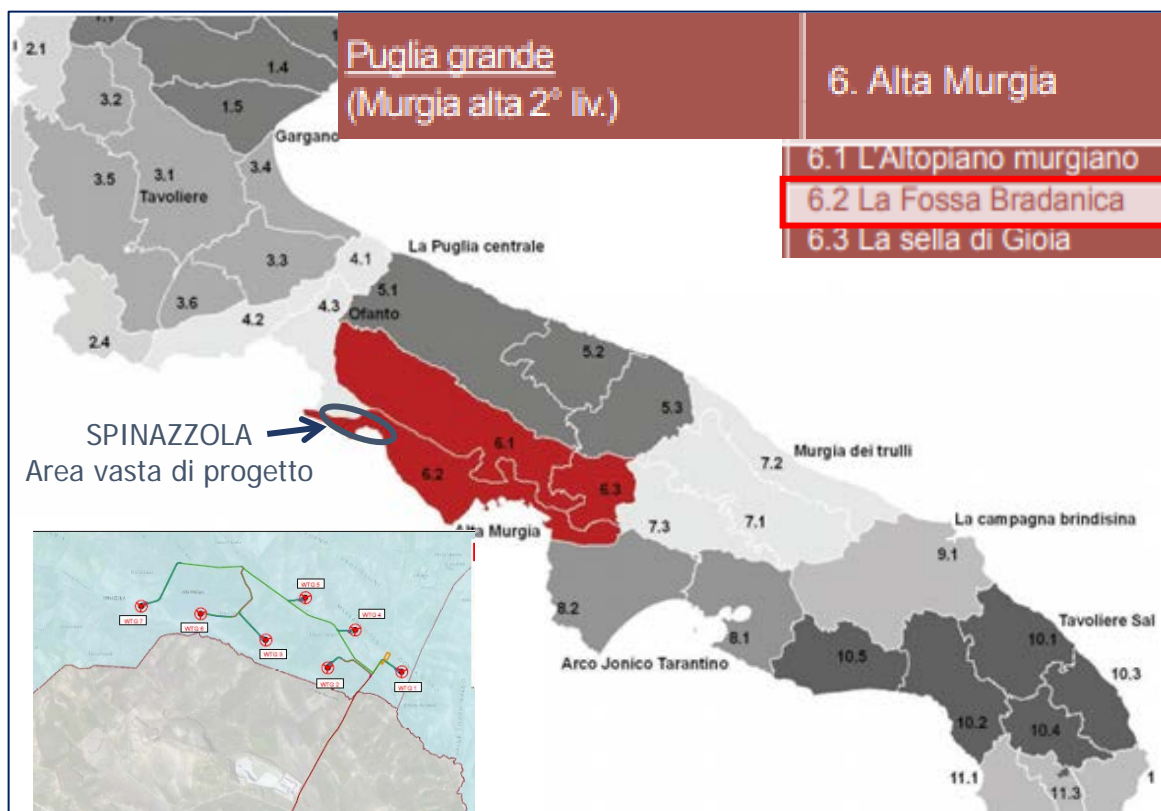 Puglia grande
(Murgia alta 2° liv.)
6. Alta Murgia
6.1 L'Altopiano murgiano
6.2 La Fossa Bradanica
6.3 La sella di Gioia
2.1
1.4
3.2
1.5
Gargano
3.5
3.1
3.4
Tavoliere
La Puglia centrale
3.3
4.1
5.1
3.6
4.3
Ofanto
4.2
2.4
5.2
5.3
SPINAZZOLA
Area vasta di progetto
6.1
6.2
6.3
Murgia dei trulli
7.2
7.1
7.3
Alta Murgia
La campagna brindisina
9.1
8.2
8.1
Arco Jonico Tarantino
Tavoliere Sal
10.1
10.3
10.5
10.2
10.4
11.1
11.3
WTG 5
WTG 7
WTG 6
WTG 4
WTG 3
WTG 2
WTG 1